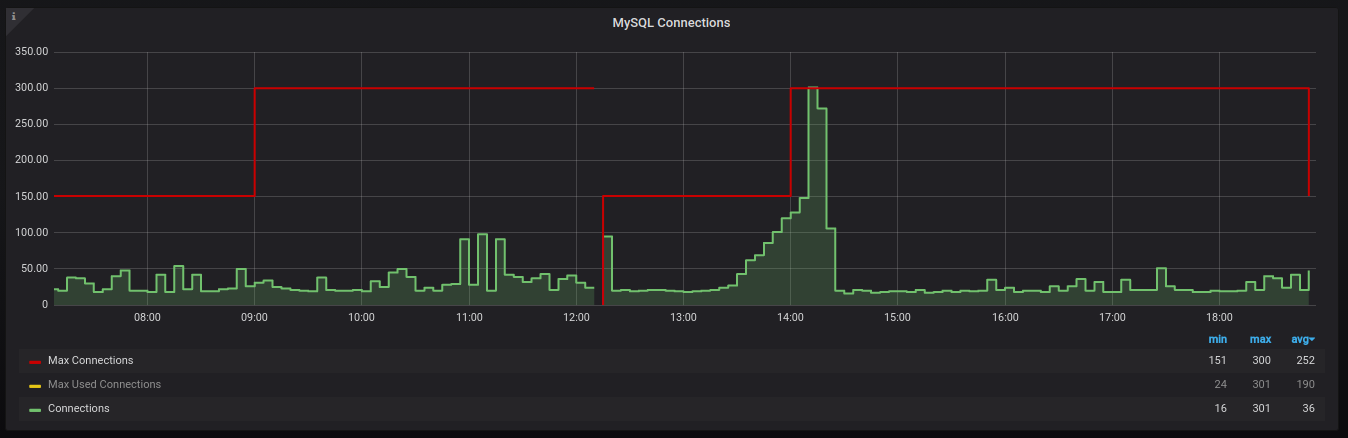 i
MySQL Connections
350.00
300.00
250.00
200.00
150.00
100.00
50.00
0
08:00 09:00 10:00 11:00 12:00 13:00 14:00 15:00 16:00 17:00 18:00
min max avg
Max Connections 151 300 252
Max Used Connections 24 301 190
Connections 16 301 36